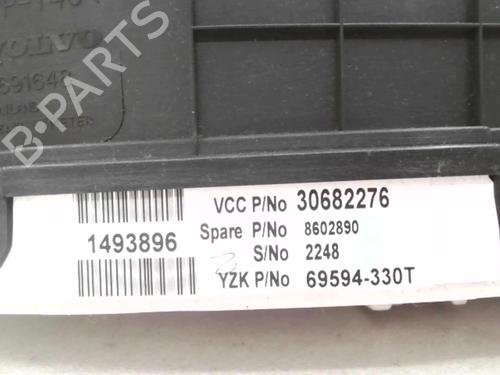 VOLVO
B-PARTS
VCC P/No 30682276
1493896
Spare P/No 8602890
S/No 2248
YZK P/No 69594-330T